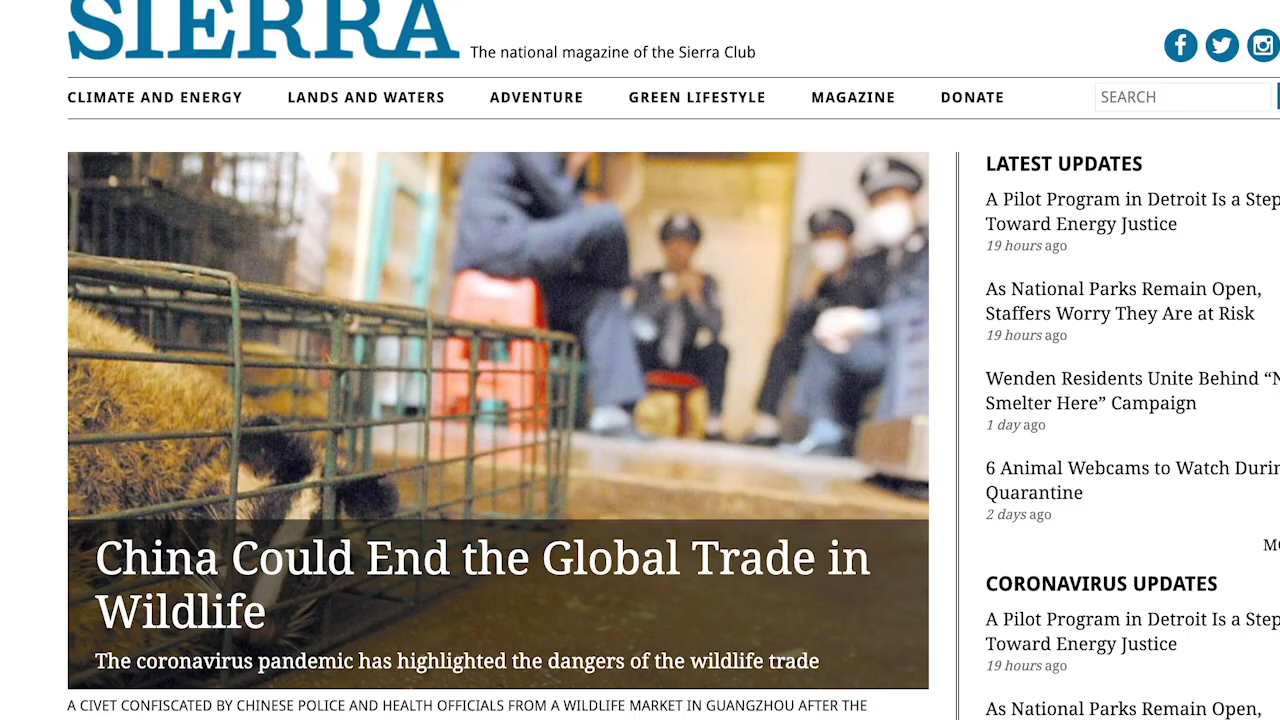 SIERRA
The national magazine of the Sierra Club
CLIMATE AND ENERGY
LANDS AND WATERS
ADVENTURE
GREEN LIFESTYLE
MAGAZINE
DONATE
SEARCH
China Could End the Global Trade in
Wildlife
The coronavirus pandemic has highlighted the dangers of the wildlife trade
A CIVET CONFISCATED BY CHINESE POLICE AND HEALTH OFFICIALS FROM A WILDLIFE MARKET IN GUANGZHOU AFTER THE
LATEST UPDATES
A Pilot Program in Detroit Is a Step
Toward Energy Justice
19 hours ago
As National Parks Remain Open,
Staffers Worry They Are at Risk
19 hours ago
Wenden Residents Unite Behind
Smelter Here” Campaign
1 day ago
6 Animal Webcams to Watch
Quarantine
2 days ago
CORONAVIRUS UPDATES
A Pilot Program in Detroit Is a Step
Toward Energy Justice
19 hours ago
As National Parks Remain Open,